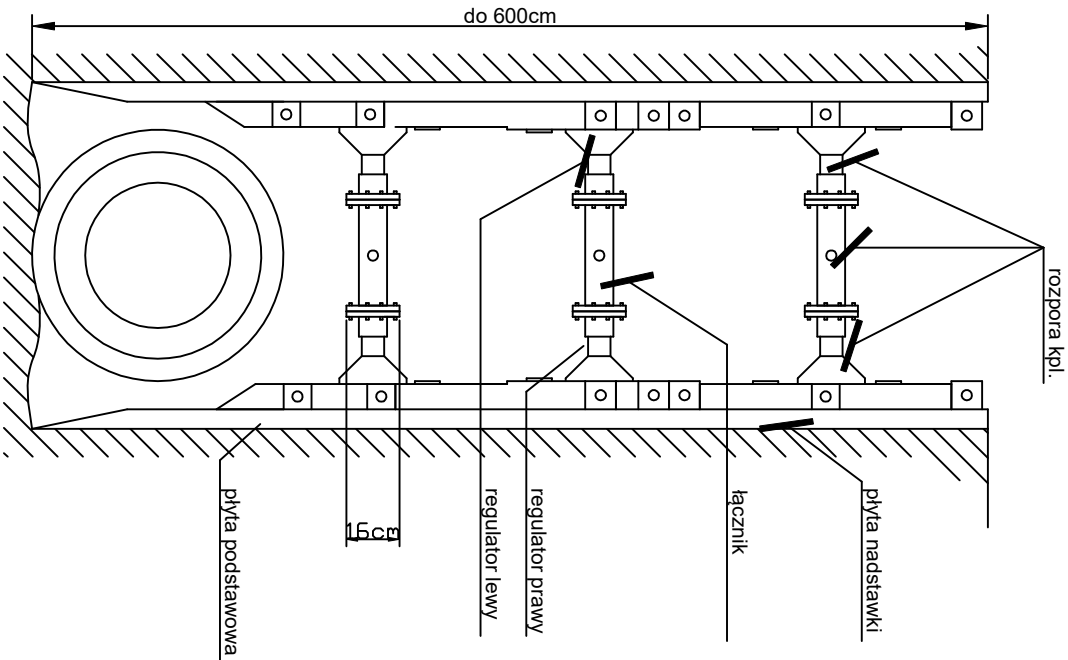 do 600cm
rozpora kpl.
płyta podstawowa
15cm
regulator lewy
regulator prawy
łącznik
płyta nadstawki